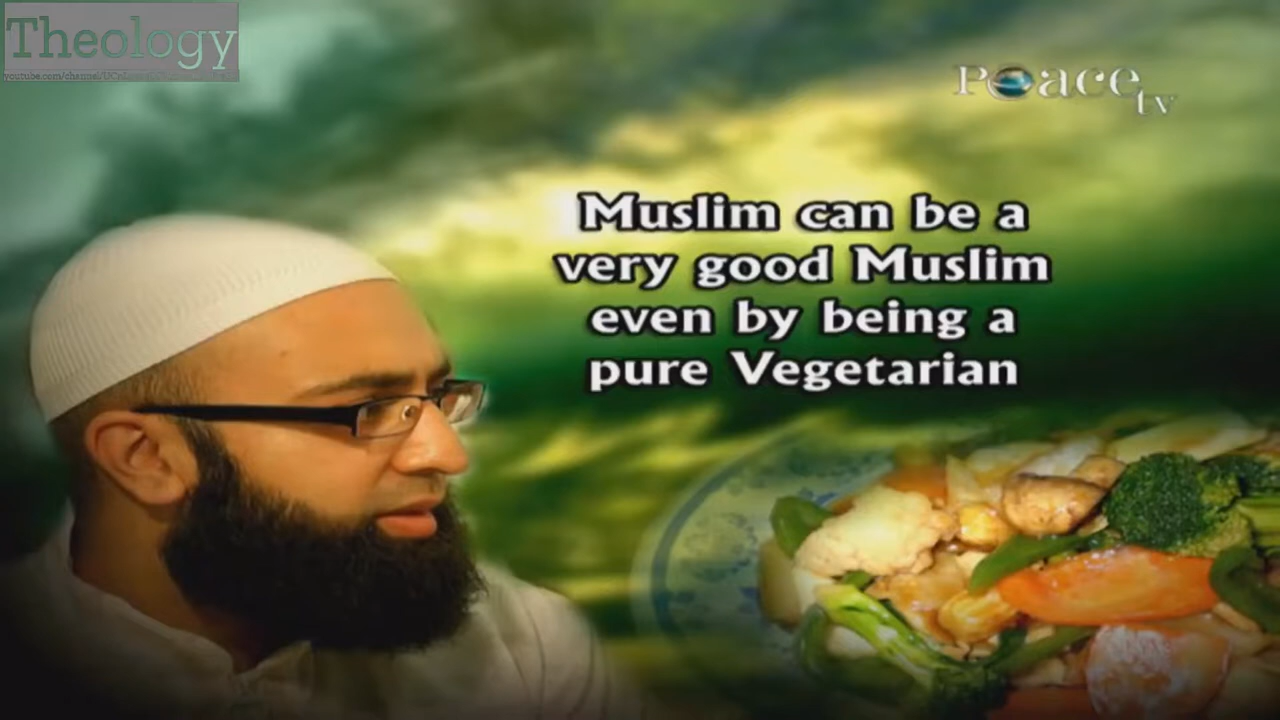 Theology
Peace
tv
Muslim can be a
very good Muslim
even by being a
pure Vegetarian